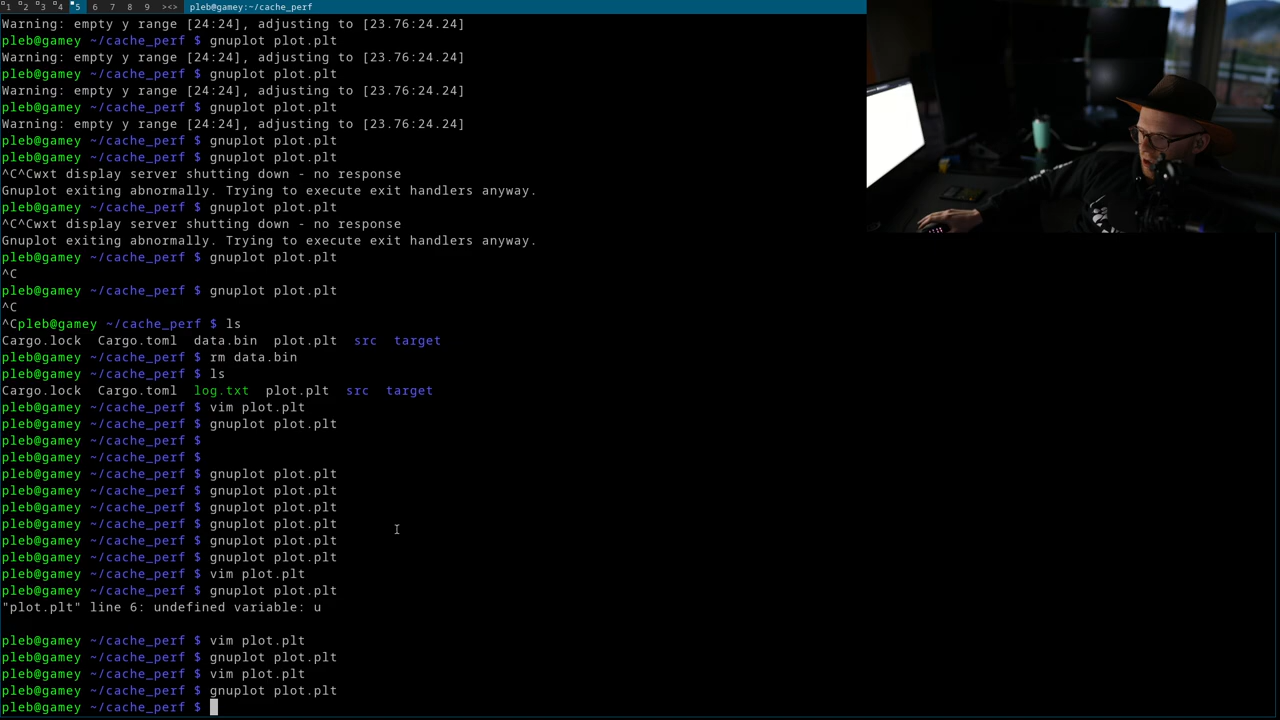 1 2 3 4 5 6 7 8 9 ><> pleb@gamey:~/cache_perf
Warning: empty y range [24:24], adjusting to [23.76:24.24]
pleb@gamey ~/cache_perf $ gnuplot plot.plt
Warning: empty y range [24:24], adjusting to [23.76:24.24]
pleb@gamey ~/cache_perf $ gnuplot plot.plt
Warning: empty y range [24:24], adjusting to [23.76:24.24]
pleb@gamey ~/cache_perf $ gnuplot plot.plt
Warning: empty y range [24:24], adjusting to [23.76:24.24]
pleb@gamey ~/cache_perf $ gnuplot plot.plt
pleb@gamey ~/cache_perf $ gnuplot plot.plt
^C^Cwxt display server shutting down - no response
Gnuplot exiting abnormally. Trying to execute exit handlers anyway.
pleb@gamey ~/cache_perf $ gnuplot plot.plt
^C^Cwxt display server shutting down - no response
Gnuplot exiting abnormally. Trying to execute exit handlers anyway.
pleb@gamey ~/cache_perf $ gnuplot plot.plt
^C
pleb@gamey ~/cache_perf $ gnuplot plot.plt
^C
^Cpleb@gamey ~/cache_perf $ ls
Cargo.lock  Cargo.toml  data.bin  plot.plt  src  target
pleb@gamey ~/cache_perf $ rm data.bin
pleb@gamey ~/cache_perf $ ls
Cargo.lock  Cargo.toml  log.txt  plot.plt  src  target
pleb@gamey ~/cache_perf $ vim plot.plt
pleb@gamey ~/cache_perf $ gnuplot plot.plt
pleb@gamey ~/cache_perf $
pleb@gamey ~/cache_perf $
pleb@gamey ~/cache_perf $ gnuplot plot.plt
pleb@gamey ~/cache_perf $ gnuplot plot.plt
pleb@gamey ~/cache_perf $ gnuplot plot.plt
pleb@gamey ~/cache_perf $ gnuplot plot.plt
pleb@gamey ~/cache_perf $ gnuplot plot.plt
pleb@gamey ~/cache_perf $ gnuplot plot.plt
pleb@gamey ~/cache_perf $ vim plot.plt
pleb@gamey ~/cache_perf $ gnuplot plot.plt
"plot.plt" line 6: undefined variable: u
pleb@gamey ~/cache_perf $ vim plot.plt
pleb@gamey ~/cache_perf $ gnuplot plot.plt
pleb@gamey ~/cache_perf $ vim plot.plt
pleb@gamey ~/cache_perf $ gnuplot plot.plt
pleb@gamey ~/cache_perf $